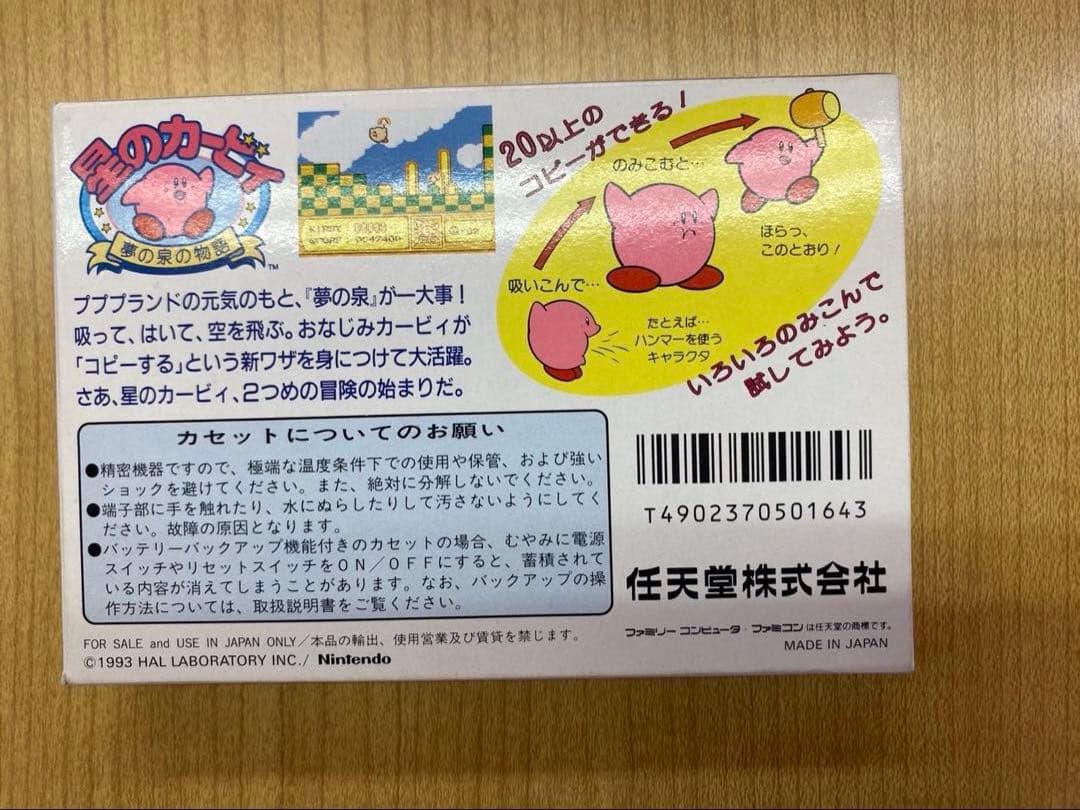 星のカービィ
夢の泉の物語
TM
20以上の
コピーができる!
のみこむと…
ほらっ、
このとおり!
吸いこんで…
たとえば…
ハンマーを使う
キャラクタ
いろいろのみこんで
試してみよう。
プププランドの元気のもと、『夢の泉』が一大事!
吸って、はいて、空を飛ぶ。おなじみカービィが
「コピーする」という新ワザを身につけて大活躍。
さあ、星のカービィ、2つめの冒険の始まりだ。
カセットについてのお願い
●精密機器ですので、極端な温度条件下での使用や保管、および強い
ショックを避けてください。また、絶対に分解しないでください。
●端子部に手を触れたり、水にぬらしたりして汚さないようにしてく
ださい。故障の原因となります。
●バッテリーバックアップ機能付きのカセットの場合、むやみに電源
スイッチやリセットスイッチをON/OFFにすると、蓄積されて
いる内容が消えてしまうことがあります。なお、バックアップの操
作方法については、取扱説明書をご覧ください。
T4902370501643
任天堂株式会社
ファミリーコンピュータ・ファミコンは任天堂の商標です。
MADE IN JAPAN
FOR SALE and USE IN JAPAN ONLY/本品の輸出、使用営業及び賃貸を禁じます。
©1993 HAL LABORATORY INC./ Nintendo